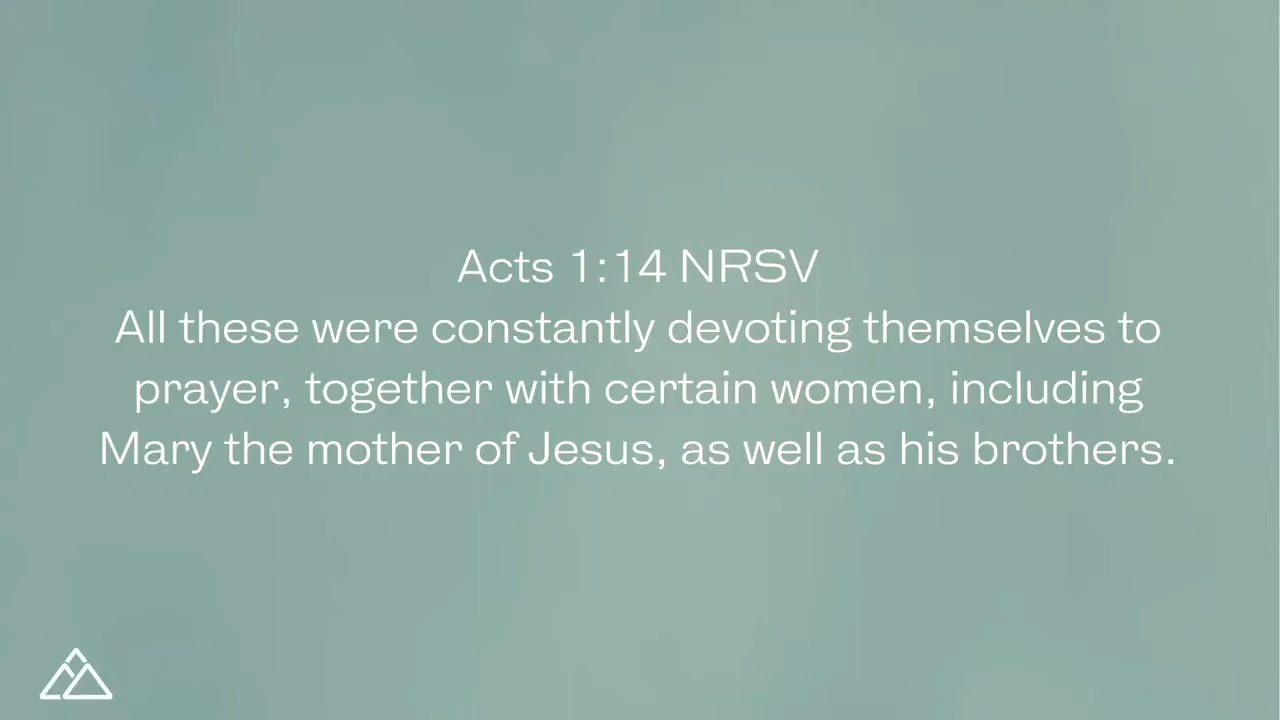 Acts 1:14 NRSV
All these were constantly devoting themselves to
prayer, together with certain women, including
Mary the mother of Jesus, as well as his brothers.